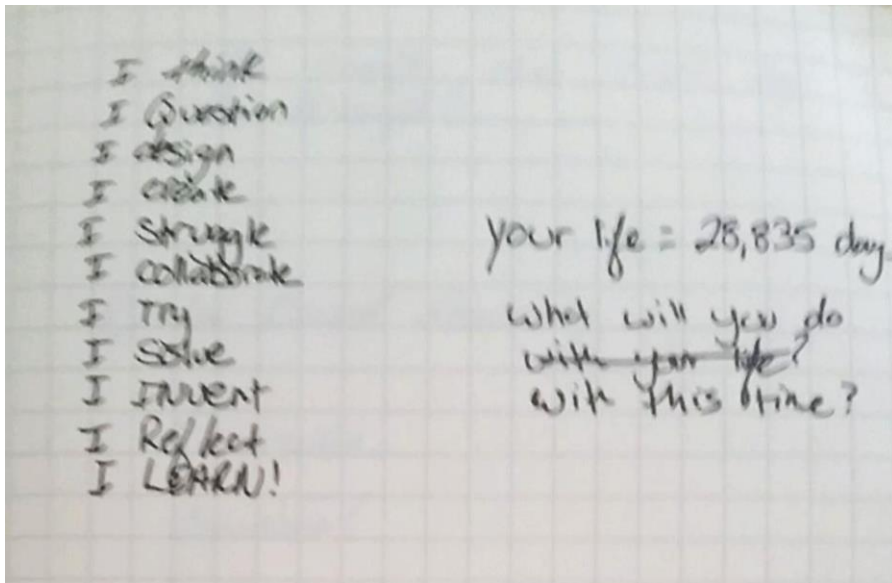 I think
I Question
I design
I create
I struggle
I collaborate
I TRY
I Solve
I INVENT
I Reflect
I LEARN!
your life = 28,835 day
what will you do
with your life?
with this time?